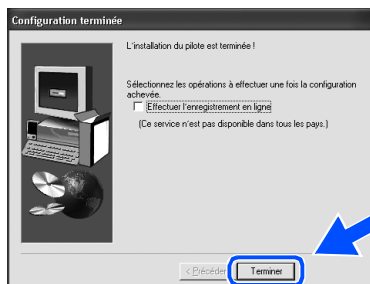 Configuration terminée
L'installation du pilote est terminée !
Sélectionnez les opérations à effectuer une fois la configuration
achevée.
Effectuer l'enregistrement en ligne
(Ce service n'est pas disponible dans tous les pays.)
< Précéder
Terminer